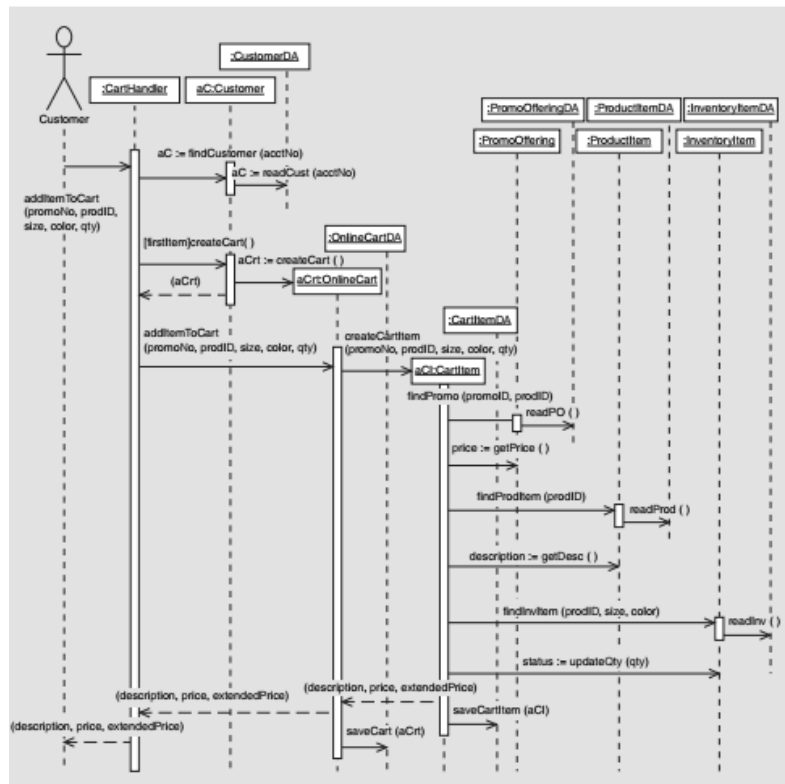 :CustomerDA
:CartHandler
aC:Customer
Customer
:PromoOfferingDA
:ProductItemDA
:InventoryItemDA
:PromoOffering
:ProductItem
:InventoryItem
aC := findCustomer (acctNo)
aC := readCust (acctNo)
addItemToCart
(promoNo, prodID,
size, color, qty)
[firstItem]createCart( )
:OnlineCartDA
aCrt := createCart ( )
(aCrt)
aCrt:OnlineCart
:CartItemDA
addItemToCart
(promoNo, prodID, size, color, qty)
createCartItem
(promoNo, prodID, size, color, qty)
aCI:CartItem
findPromo (promoID, prodID)
readPO ( )
price := getPrice ( )
findProdItem (prodID)
readProd ( )
description := getDesc ( )
findInvItem (prodID, size, color)
readInv ( )
status := updateQty (qty)
(description, price, extendedPrice)
(description, price, extendedPrice)
saveCartItem (aCI)
(description, price, extendedPrice)
saveCart (aCrt)